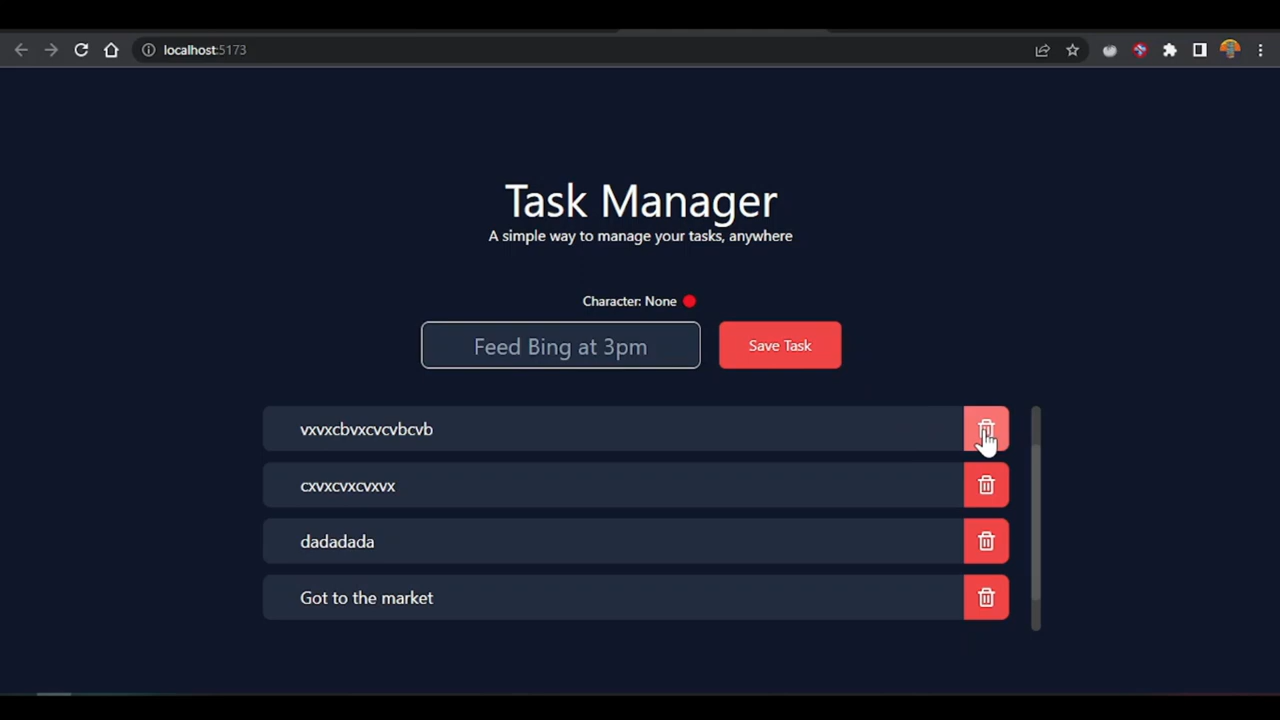 localhost:5173
Task Manager
A simple way to manage your tasks, anywhere
Character: None
Feed Bing at 3pm
Save Task
vxvxcbvxcvcvbcvb
cxvxcvxcvxvx
dadadada
Got to the market